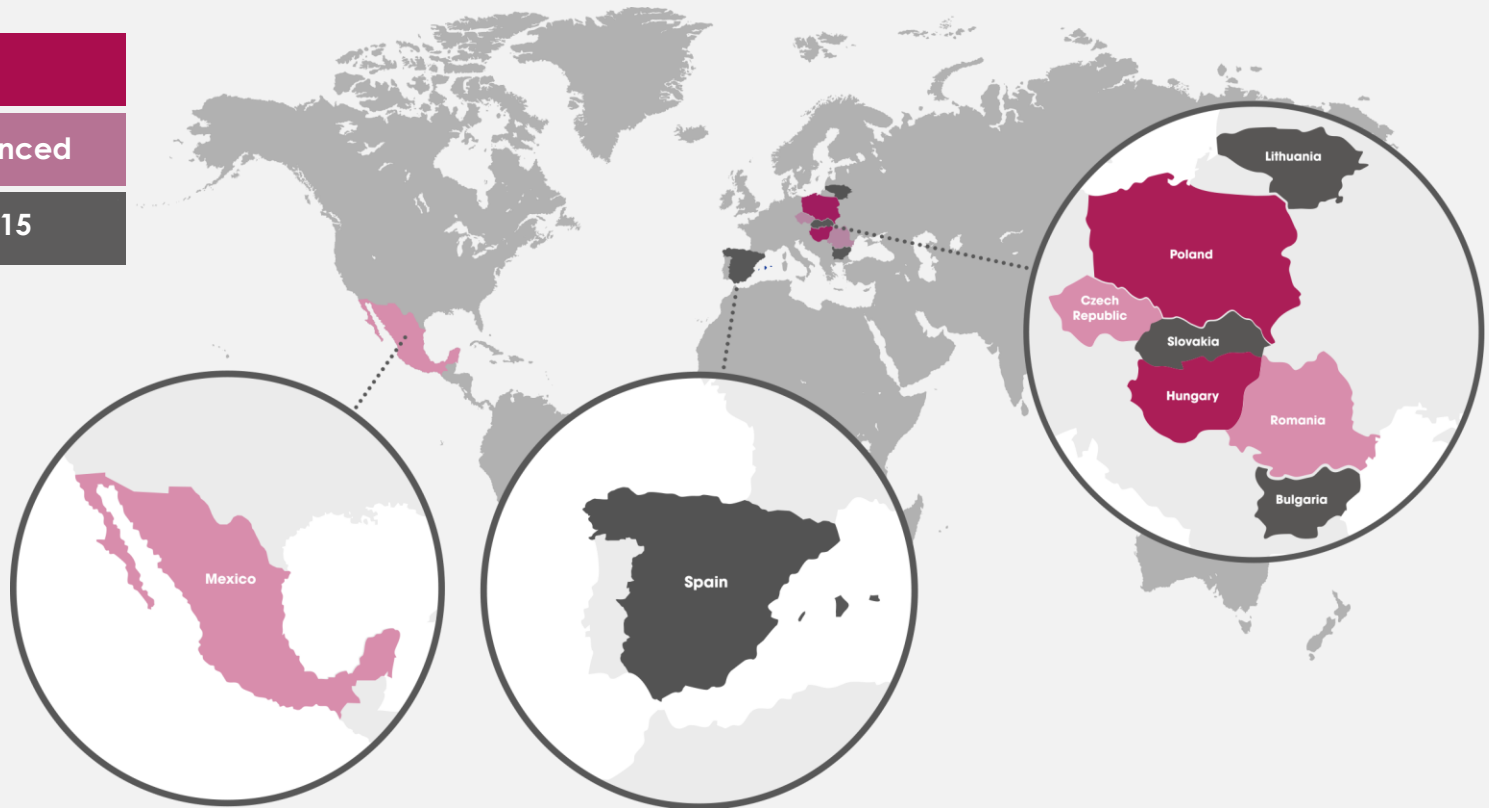 nced
15
Lithuania
Poland
Czech
Republic
Slovakia
Hungary
Romania
Bulgaria
Mexico
Spain